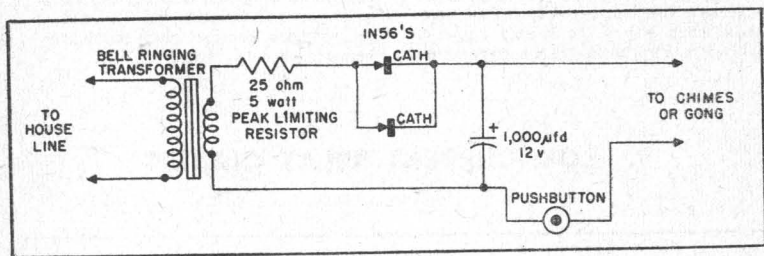 IN56'S
BELL RINGING
TRANSFORMER
CATH
25 ohm
5 watt
PEAK LIMITING
RESISTOR
CATH
TO
HOUSE
LINE
+
1,000µfd
12 v
TO CHIMES
OR GONG
PUSHBUTTON